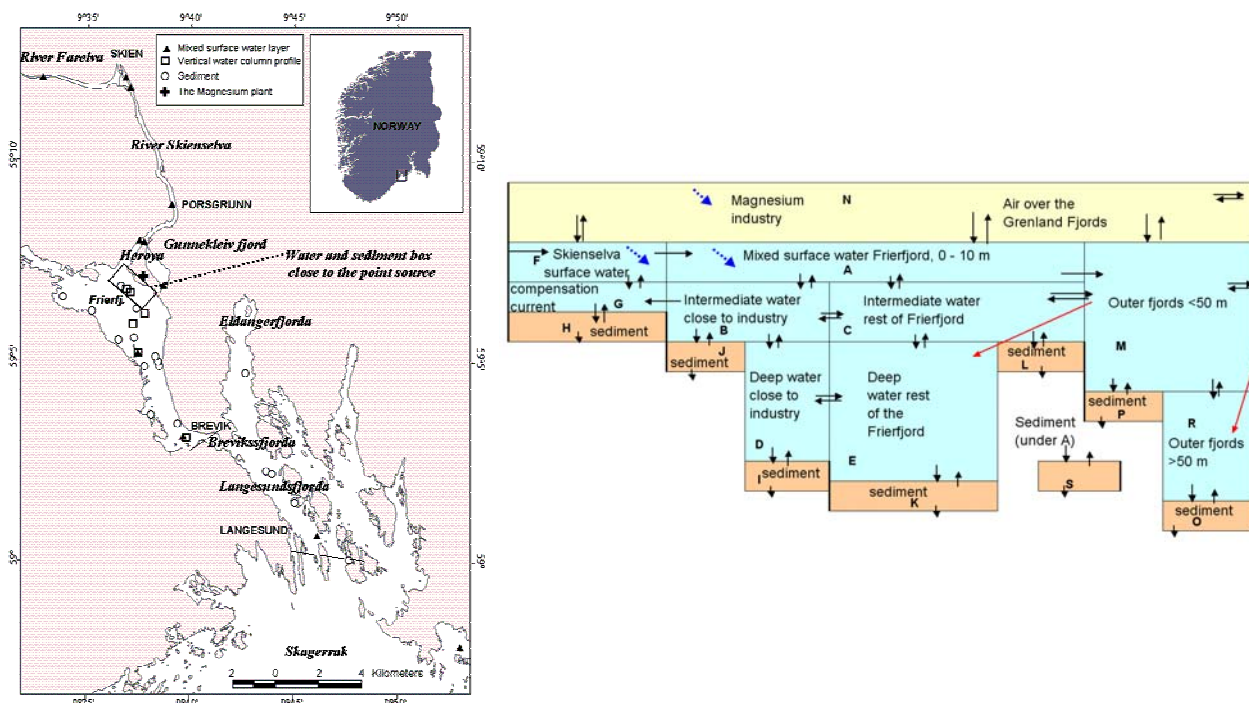 9°35'
9°40'
9°45'
9°50'
River Farelva
SKIEN
Mixed surface water layer
Vertical water column profile
Sediment
The Magnesium plant
NORWAY
River Skienselva
59°10'
PORSGRUNN
Gunnekleiv fjord
Herøya
Water and sediment box
close to the point source
Frierfj.
Eidangerfjorda
59°5'
BREVIK
Breviksfjorda
Langesundsfjorda
LANGESUND
59°
Skagerrak
2 0 2 4 Kilometers
9°40'
9°45'
Magnesium
industry
N
Air over the
Grenland Fjords
F
Skienselva
surface water
Mixed surface water Frierfjord, 0 - 10 m
A
compensation
current
G
Intermediate water
close to industry
B
Intermediate water
rest of Frierfjord
C
Outer fjords <50 m
M
H
sediment
J
sediment
sediment
L
Deep water
close to
industry
D
Deep
water rest
of the
Frierfjord
E
sediment
P
Sediment
(under A)
R
Outer fjords
>50 m
sediment
I
sediment
K
S
sediment
O